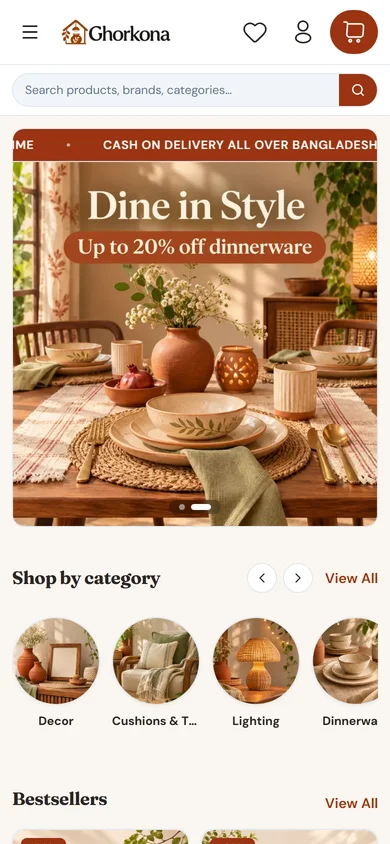 Ghorkona
Search products, brands, categories...
IME • CASH ON DELIVERY ALL OVER BANGLADESH
Dine in Style
Up to 20% off dinnerware
Shop by category
View All
Decor
Cushions & T...
Lighting
Dinnerwa
Bestsellers
View All